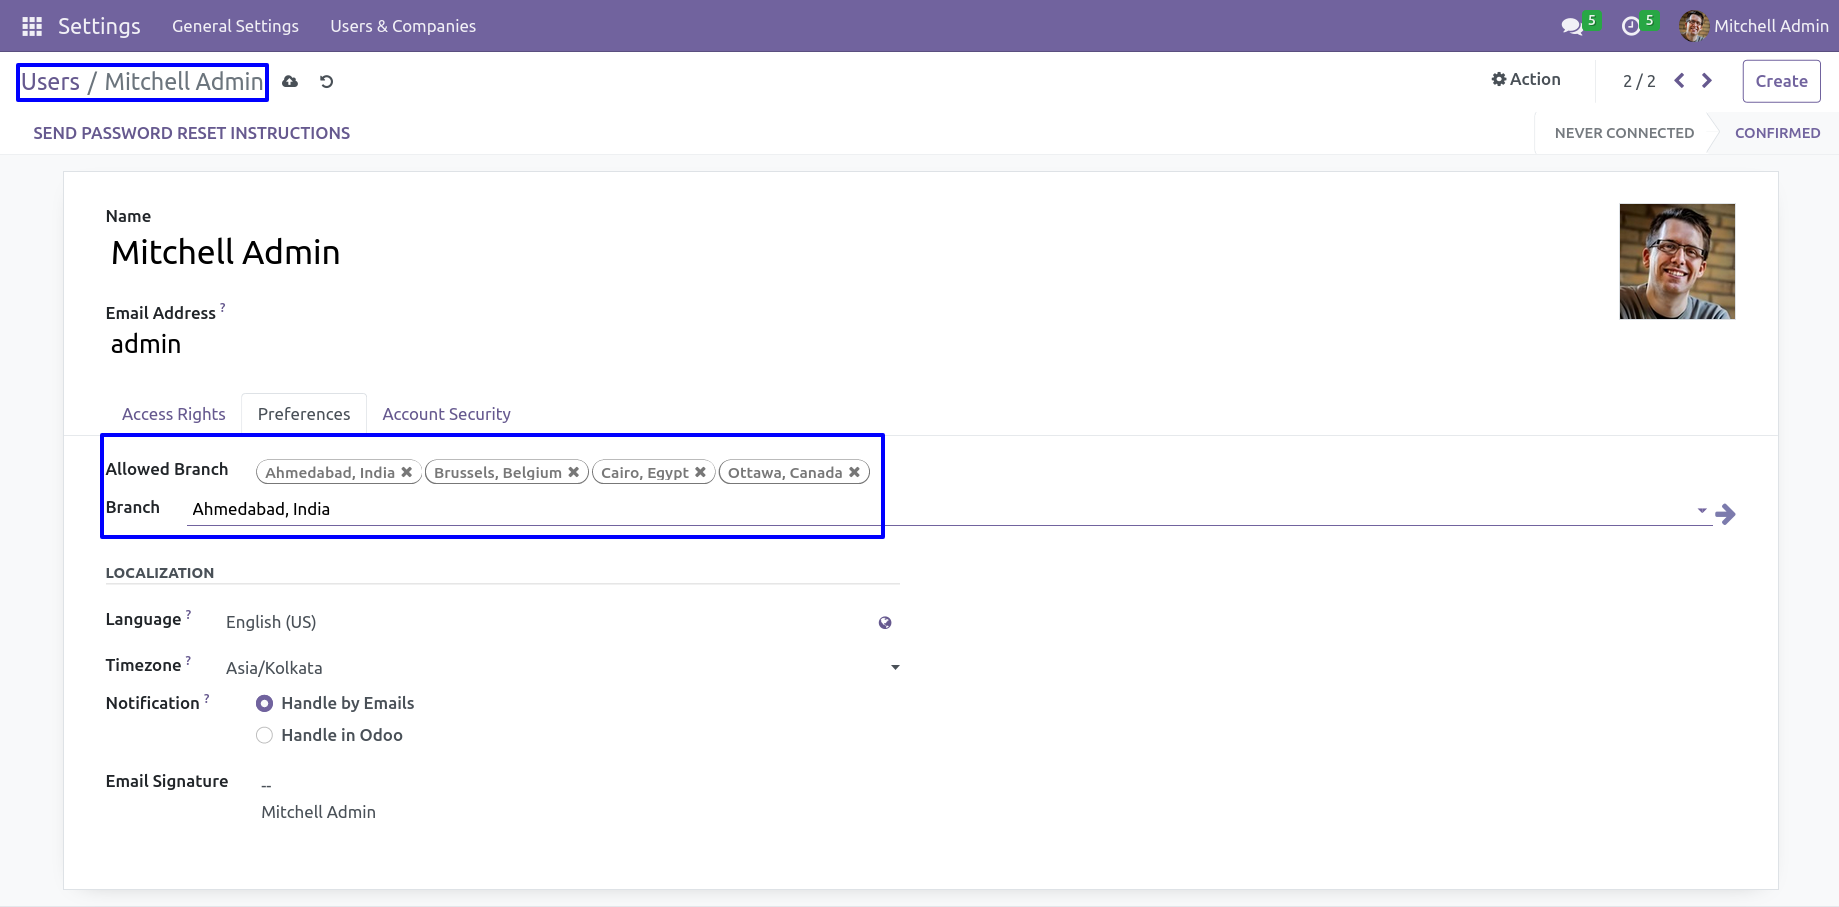 Settings General Settings Users & Companies 5 5 Mitchell Admin
Users / Mitchell Admin Action 2 / 2 Create
SEND PASSWORD RESET INSTRUCTIONS NEVER CONNECTED CONFIRMED
Name
Mitchell Admin
Email Address ?
admin
Access Rights Preferences Account Security
Allowed Branch Ahmedabad, India Brussels, Belgium Cairo, Egypt Ottawa, Canada
Branch Ahmedabad, India
LOCALIZATION
Language ? English (US)
Timezone ? Asia/Kolkata
Notification ? Handle by Emails
Handle in Odoo
Email Signature --
Mitchell Admin